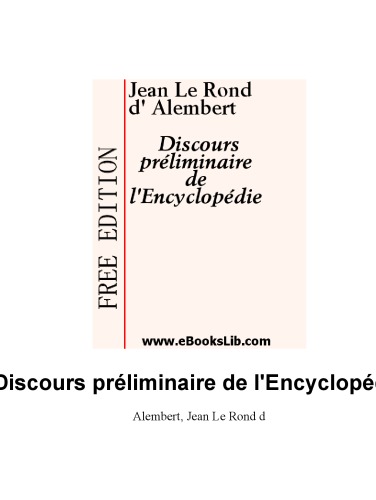 Jean Le Rond
d' Alembert
Discours
préliminaire
de
l'Encyclopédie
FREE EDITION
www.eBooksLib.com
Discours préliminaire de l'Encyclopé
Alembert, Jean Le Rond d